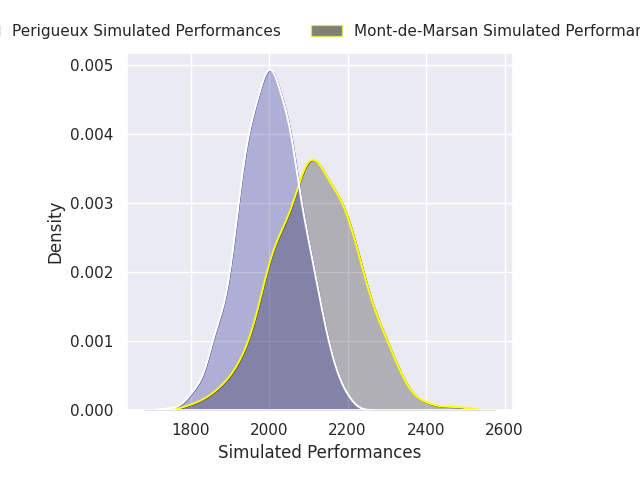 Perigueux Simulated Performances
Mont-de-Marsan Simulated Performan
0.005
0.004
0.003
0.002
0.001
0.000
Density
1800 2000 2200 2400 2600
Simulated Performances